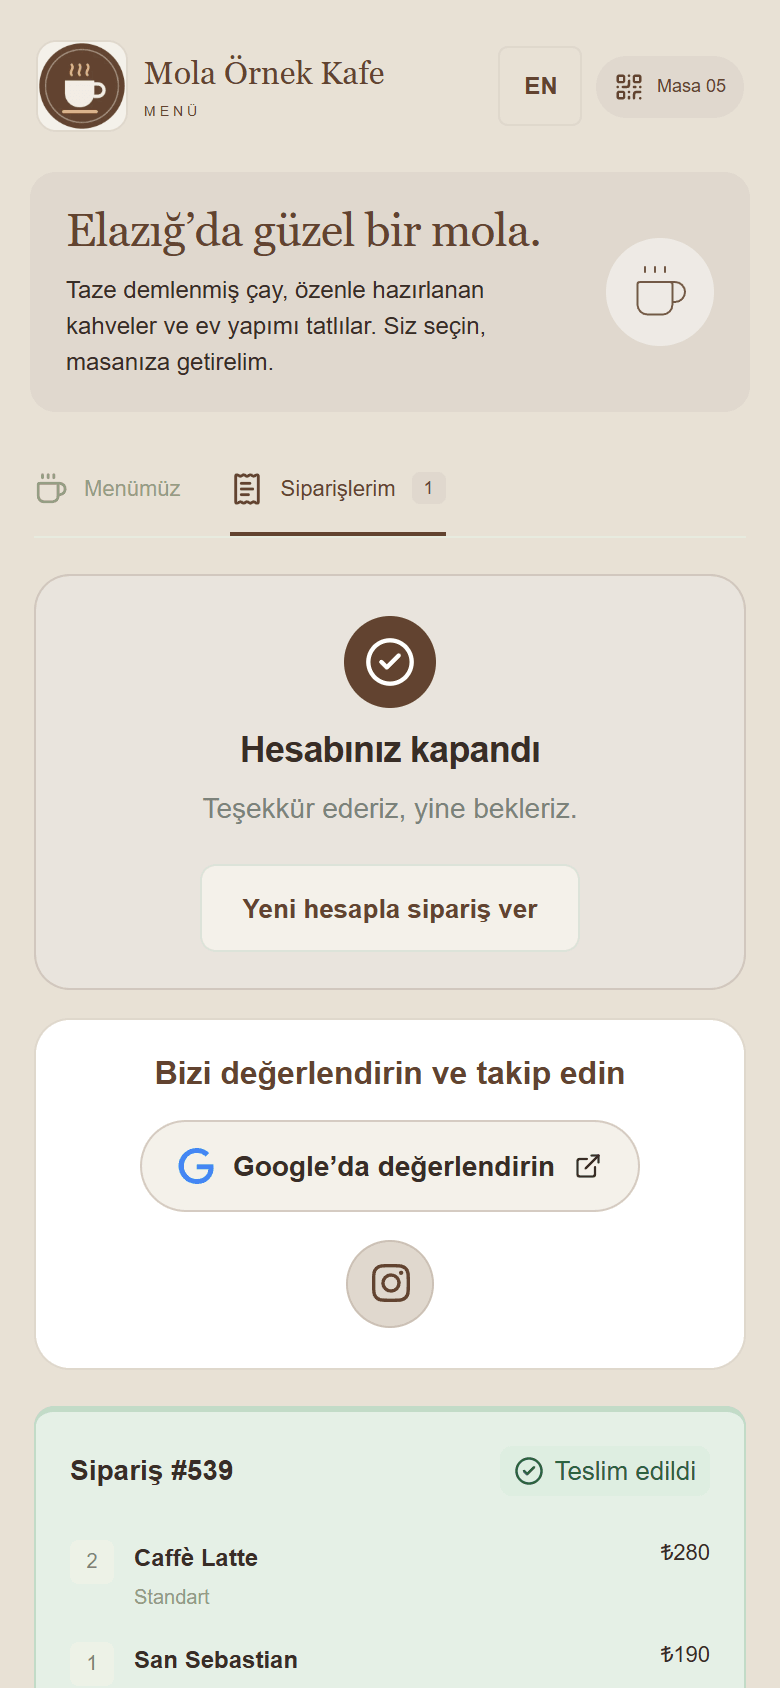 Mola Örnek Kafe
MENÜ
EN
Masa 05
Elazığ’da güzel bir mola.
Taze demlenmiş çay, özenle hazırlanan
kahveler ve ev yapımı tatlılar. Siz seçin,
masanıza getirelim.
Menümüz
Siparişlerim 1
Hesabınız kapandı
Teşekkür ederiz, yine bekleriz.
Yeni hesapla sipariş ver
Bizi değerlendirin ve takip edin
Google’da değerlendirin
Sipariş #539
Teslim edildi
2 Caffè Latte ₺280
Standart
1 San Sebastian ₺190